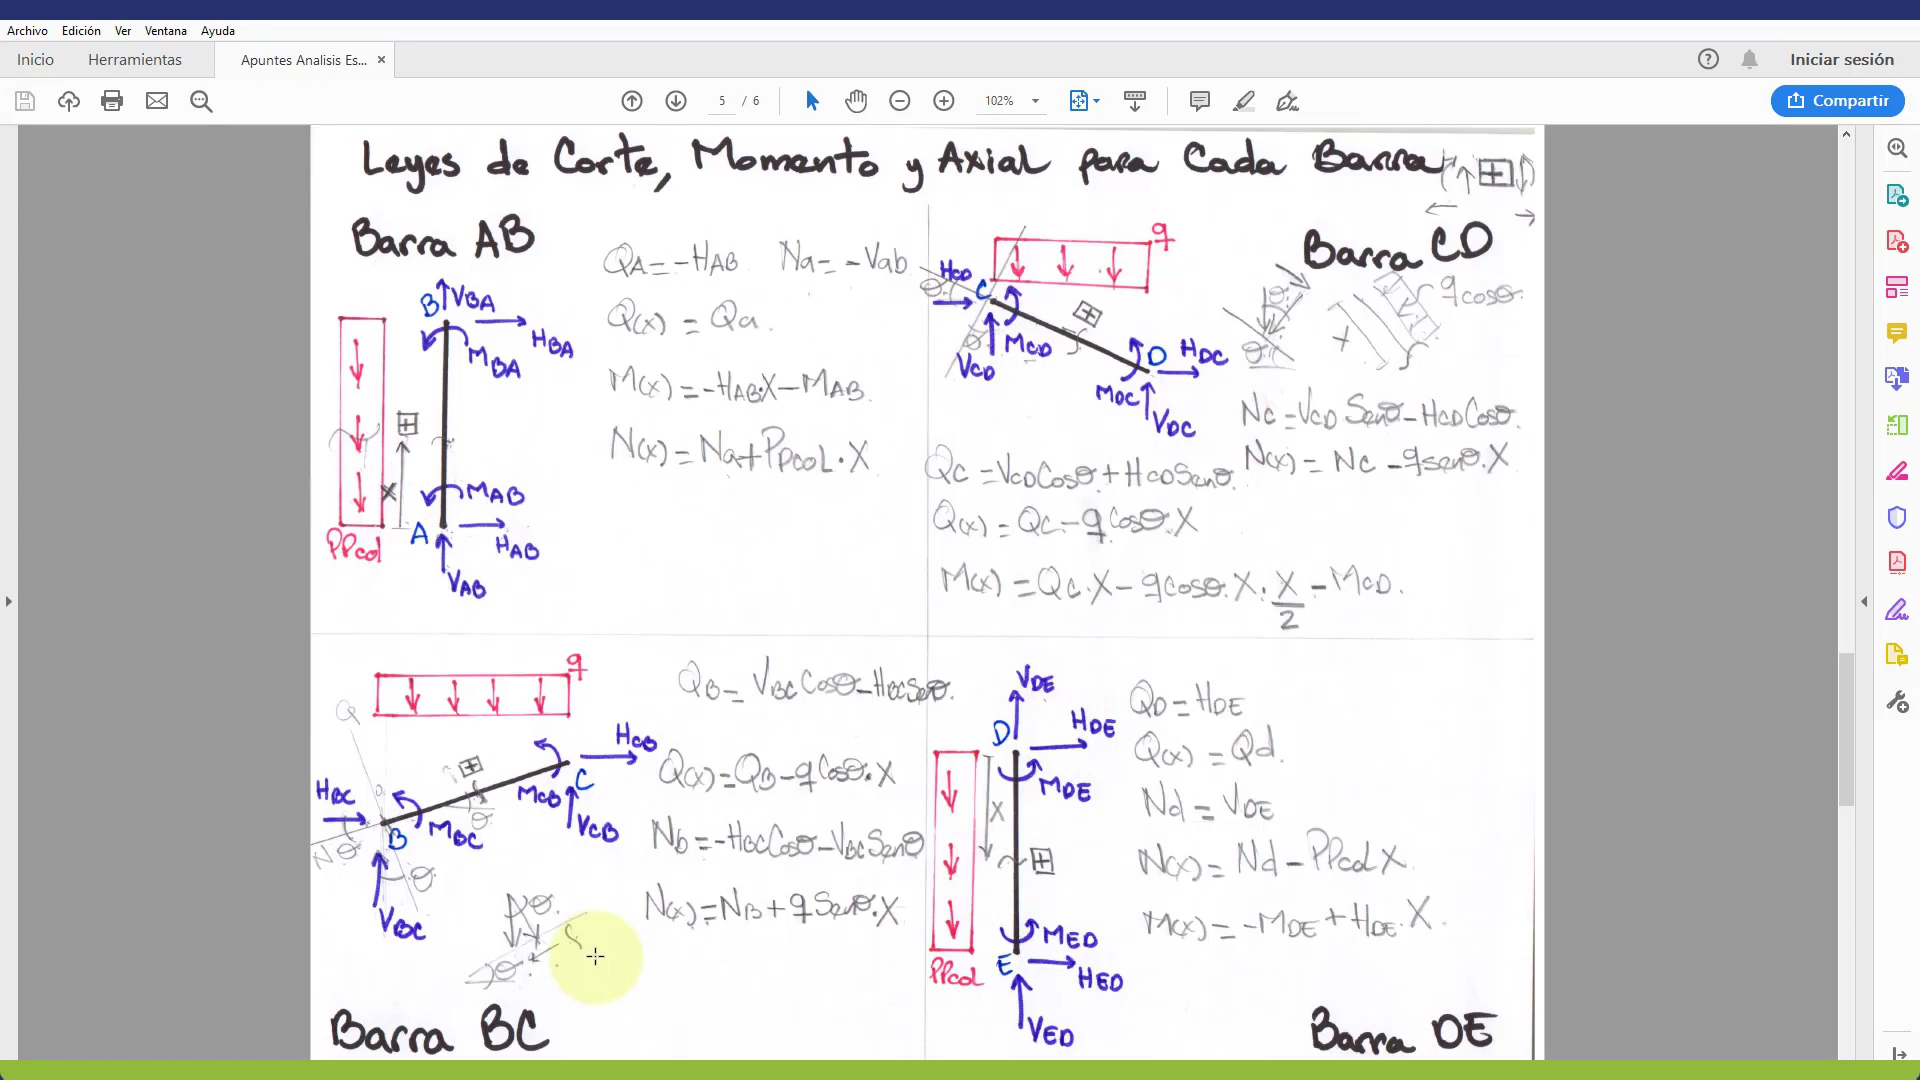 Archivo Edición Ver Ventana Ayuda
Inicio Herramientas Apuntes Analisis Es... × Iniciar sesión
5 / 6 102% Compartir
Leyes de Corte, Momento y Axial para Cada Barra
Barra AB
QA = -HAB Na = -Vab
Q(x) = Qa.
M(x) = -HABX - MAB.
N(x) = Na + PPcoL · X
B VBA
HBA
MBA
X
MAB
A HAB
PPcol
VAB
Barra CD
q
HCD
θ C
MCD
VCD
D HDC
MDC
VDC
θ
q cosθ.
X
Nc = VCD Senθ - HCD Cosθ.
N(x) = Nc - q senθ. X
QC = VCD Cosθ + HCD Senθ.
Q(x) = QC - q Cosθ X
M(x) = QC · X - q cosθ. X · X/2 - MCD.
q
QB = VBC Cosθ - HBC Senθ.
Q
HCB
Q(x) = QB - q Cosθ. X
HBC
MCB C
B MBC
VCB
θ
Nb = -HBC Cosθ - VBC Senθ
Nθ
θ
VBC
θ.
N(x) = NB + q Senθ. X
θ
Barra BC
VDE
D HDE
MDE
X
MED
E HED
PPcol
VED
QD = HDE
Q(x) = Qd.
Nd = VDE
N(x) = Nd - PPcol X.
M(x) = -MDE + HDE. X.
Barra DE